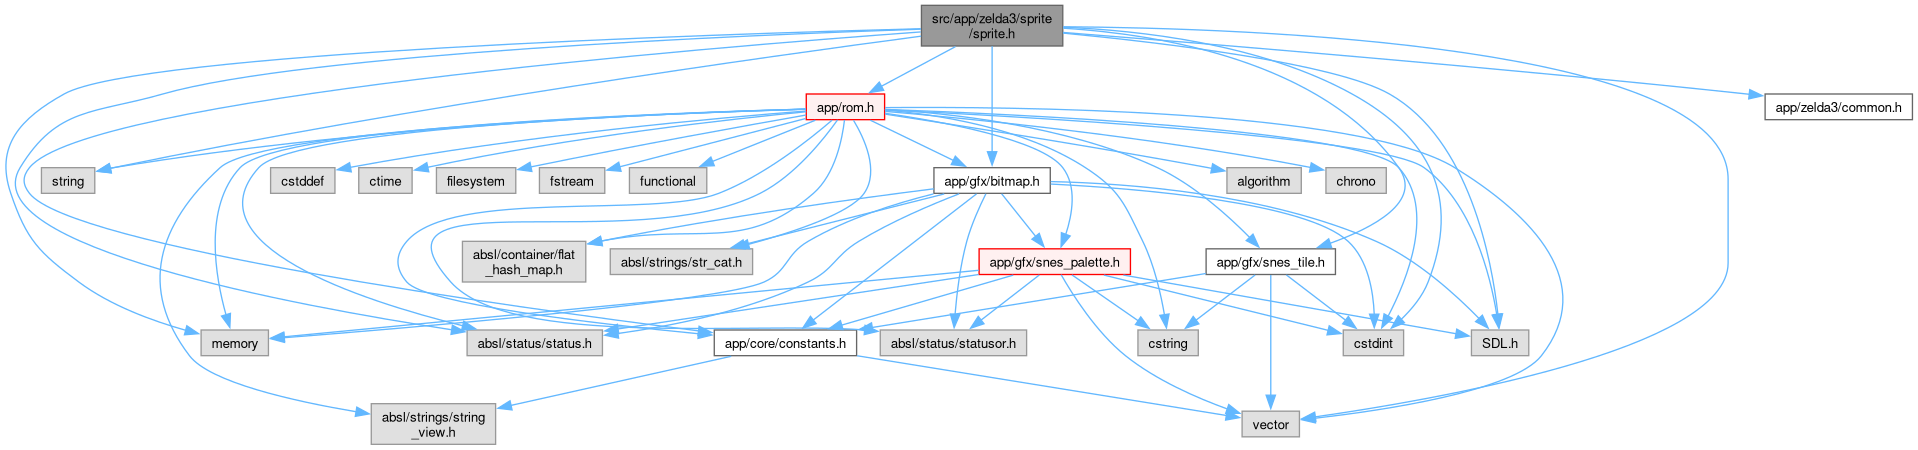 src/app/zelda3/sprite
/sprite.h
app/rom.h
app/zelda3/common.h
string
cstddef
ctime
filesystem
fstream
functional
app/gfx/bitmap.h
algorithm
chrono
absl/container/flat
_hash_map.h
absl/strings/str_cat.h
app/gfx/snes_palette.h
app/gfx/snes_tile.h
memory
absl/status/status.h
app/core/constants.h
absl/status/statusor.h
cstring
cstdint
SDL.h
absl/strings/string
_view.h
vector